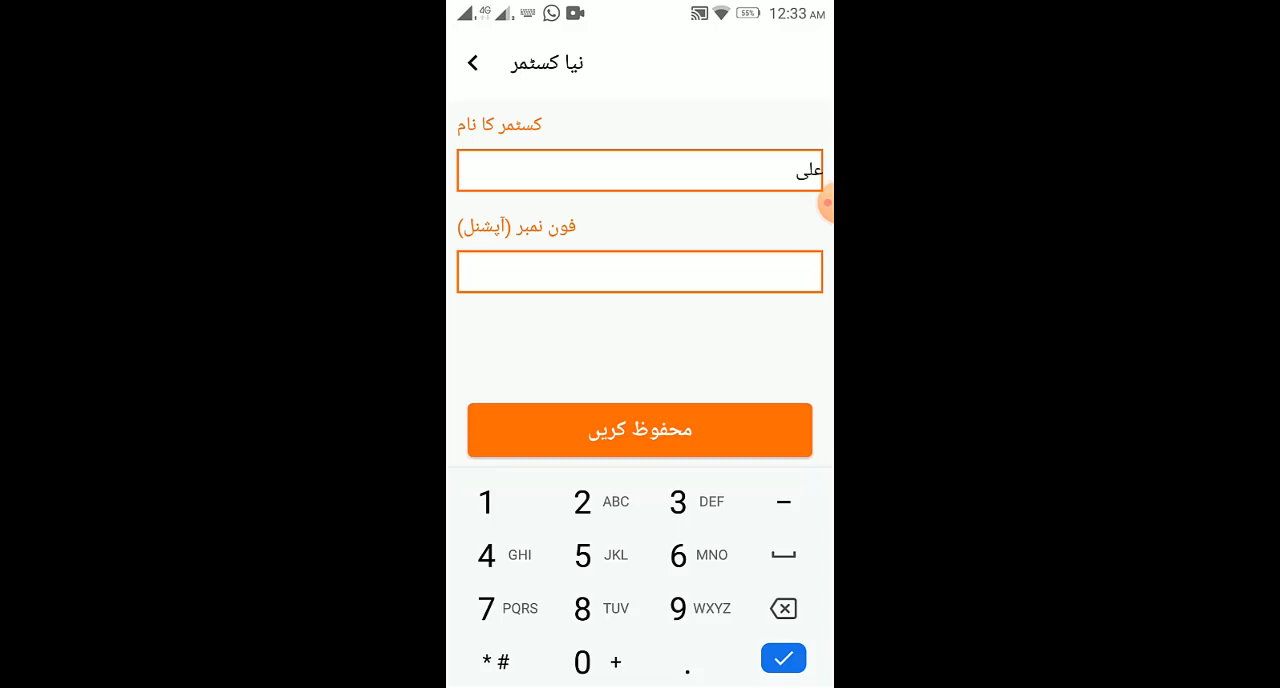 4G 55% 12:33 AM
نیا کسٹمر
کسٹمر کا نام
علی
فون نمبر (آپشنل)
محفوظ کریں
1 2 ABC 3 DEF -
4 GHI 5 JKL 6 MNO
7 PQRS 8 TUV 9 WXYZ
* # 0 + .